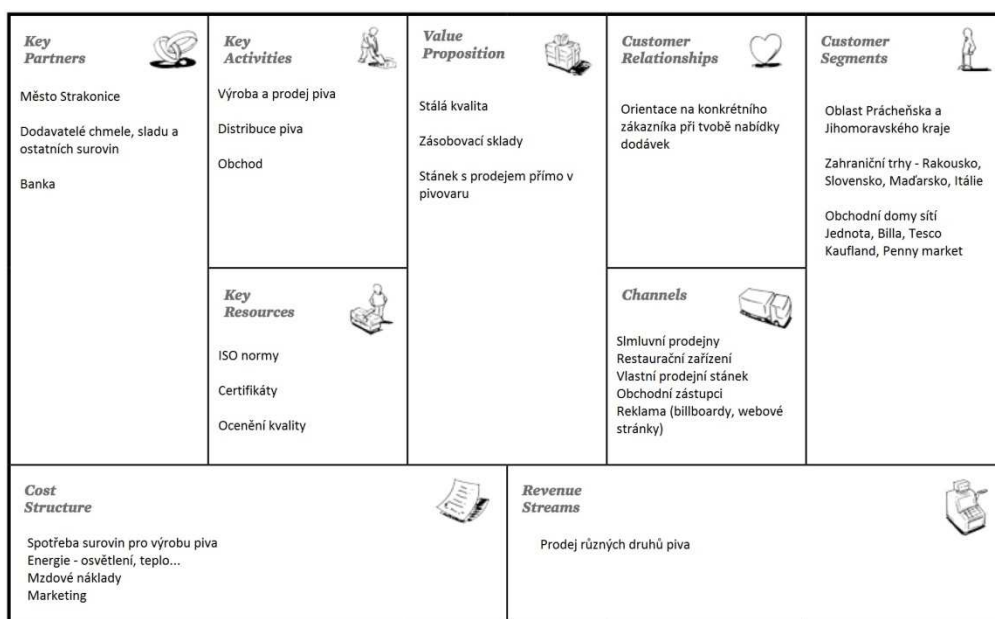 Key
Partners
Město Strakonice
Dodavatelé chmele, sladu a
ostatních surovin
Banka
Key
Activities
Výroba a prodej piva
Distribuce piva
Obchod
Key
Resources
ISO normy
Certifikáty
Ocenění kvality
Value
Proposition
Stálá kvalita
Zásobovací sklady
Stánek s prodejem přímo v
pivovaru
Customer
Relationships
Orientace na konkrétního
zákazníka při tvobě nabídky
dodávek
Channels
Slmluvní prodejny
Restaurační zařízení
Vlastní prodejní stánek
Obchodní zástupci
Reklama (billboardy, webové
stránky)
Customer
Segments
Oblast Prácheňska a
Jihomoravského kraje
Zahraniční trhy - Rakousko,
Slovensko, Maďarsko, Itálie
Obchodní domy sítí
Jednota, Billa, Tesco
Kaufland, Penny market
Cost
Structure
Spotřeba surovin pro výrobu piva
Energie - osvětlení, teplo...
Mzdové náklady
Marketing
Revenue
Streams
Prodej různých druhů piva